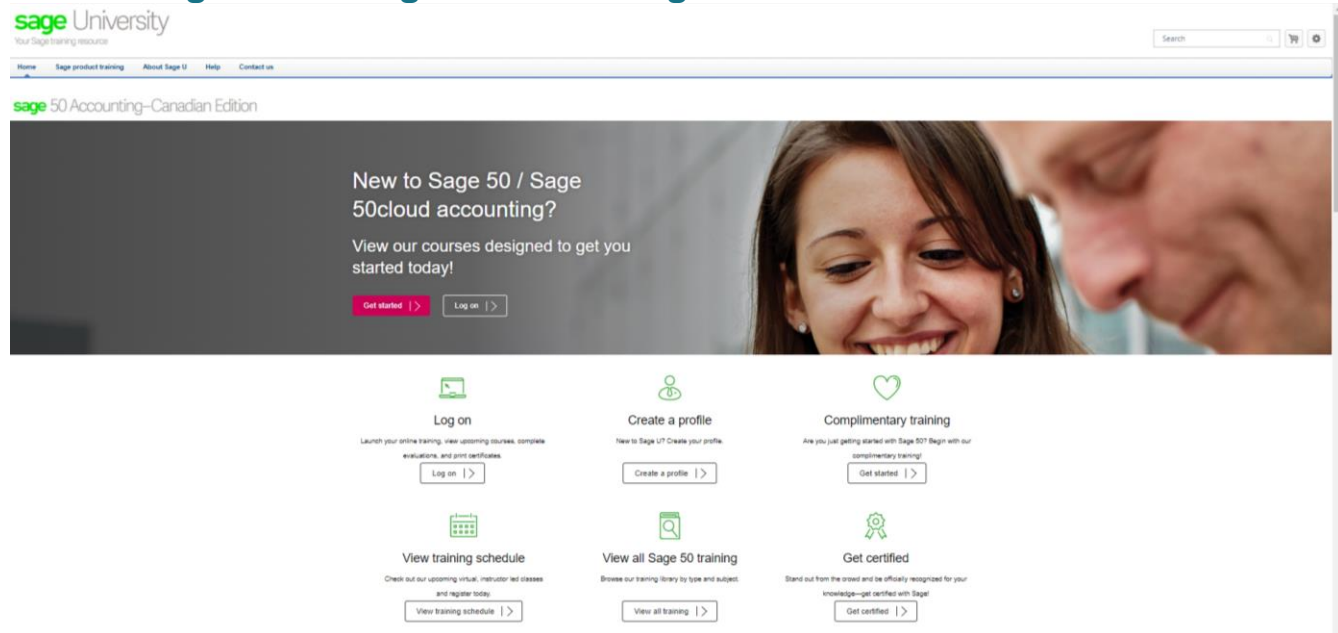 sage University
Your Sage training resource
Search
Home Sage product training About Sage U Help Contact us
sage 50 Accounting–Canadian Edition
New to Sage 50 / Sage
50cloud accounting?
View our courses designed to get you
started today!
Get started Log on
Log on
Launch your online training, view upcoming courses, complete
evaluations, and print certificates.
Log on
Create a profile
New to Sage U? Create your profile.
Create a profile
Complimentary training
Are you just getting started with Sage 50? Begin with our
complimentary training!
Get started
View training schedule
Check out our upcoming virtual, instructor led classes
and register today.
View training schedule
View all Sage 50 training
Browse our training library by type and subject.
View all training
Get certified
Stand out from the crowd and be officially recognized for your
knowledge—get certified with Sage!
Get certified